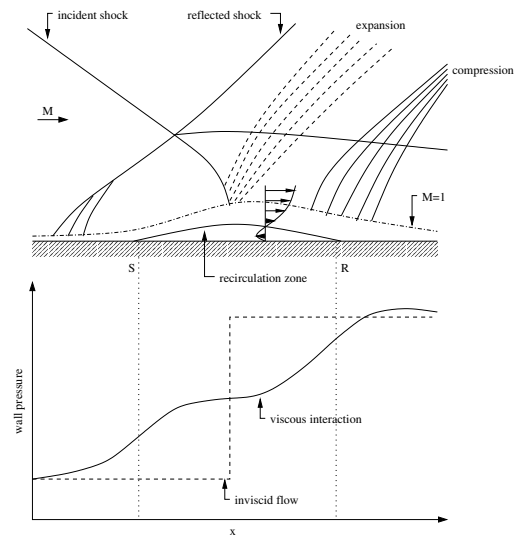 incident shock
reflected shock
expansion
compression
M
M=1
S
R
recirculation zone
wall pressure
viscous interaction
inviscid flow
x